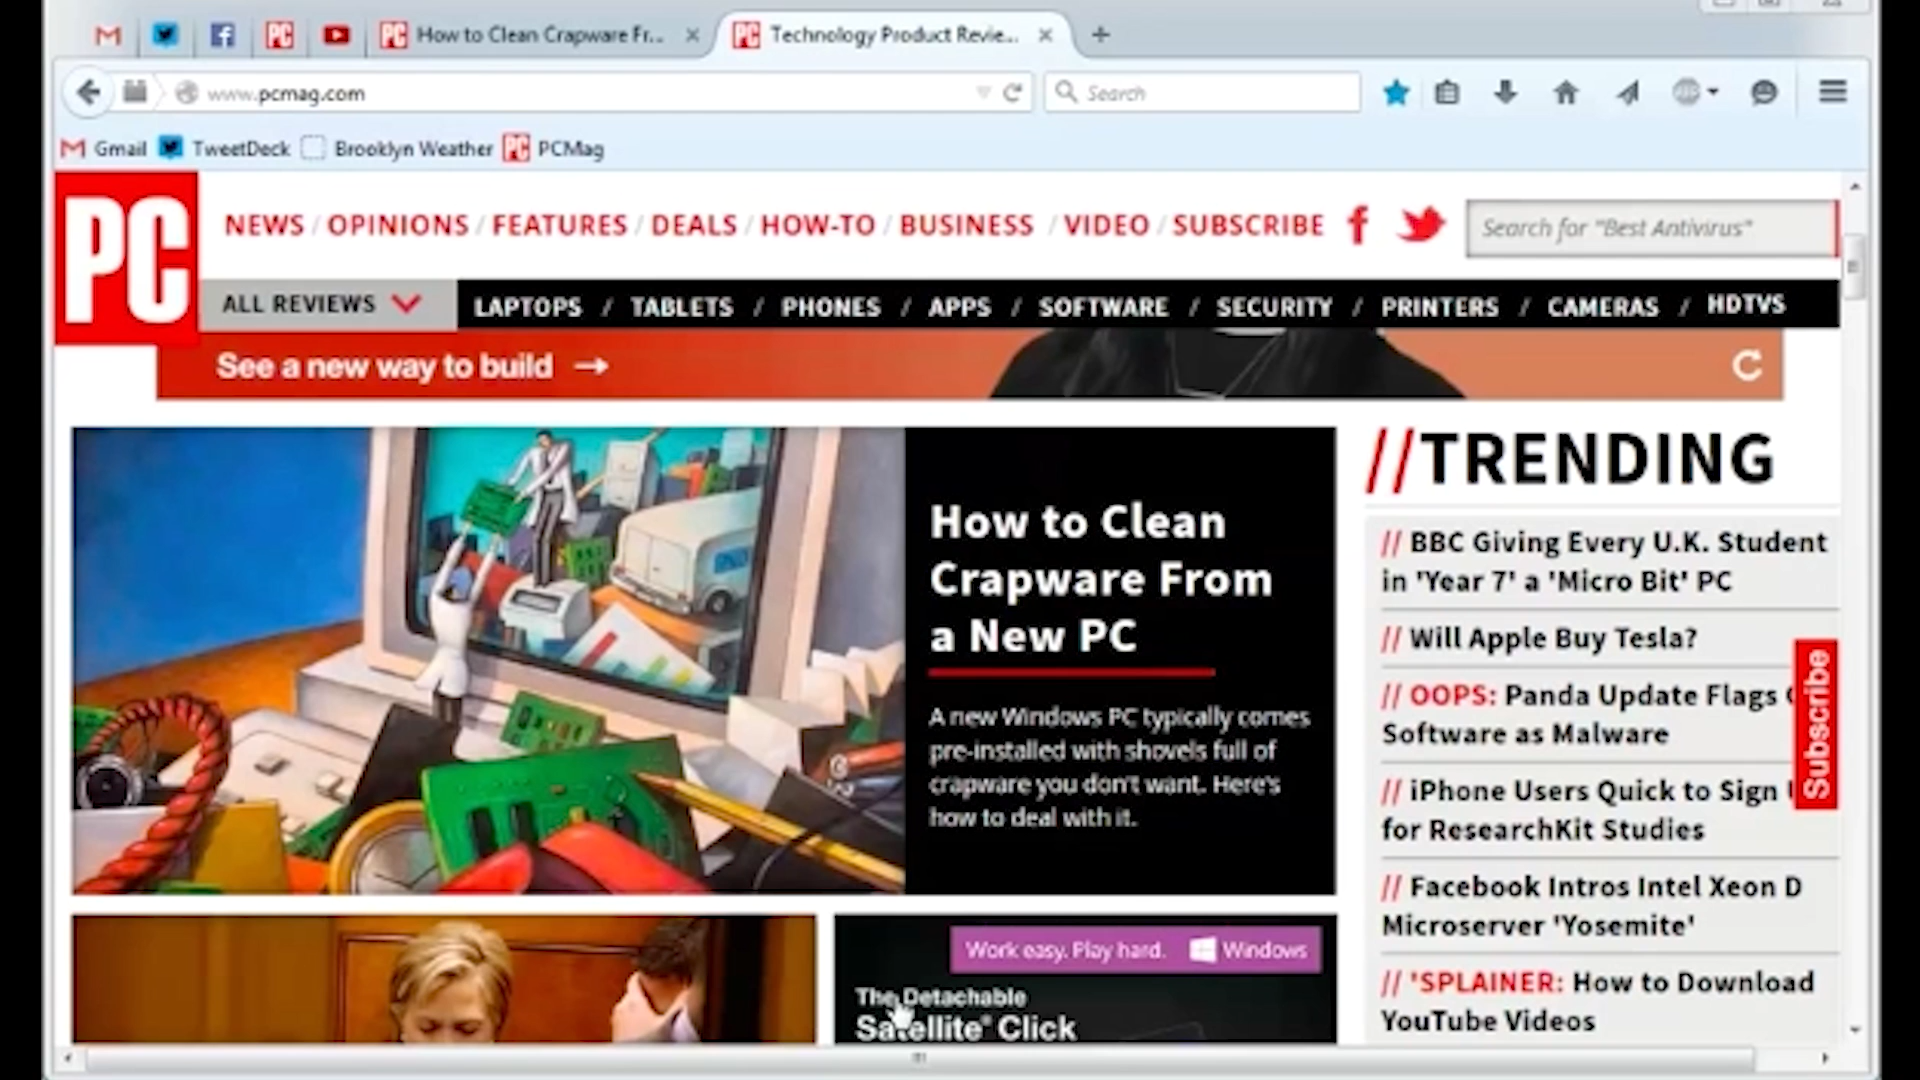 How to Clean Crapware Fr...
Technology Product Revie...
www.pcmag.com
Search
Gmail
TweetDeck
Brooklyn Weather
PCMag
PC
NEWS / OPINIONS / FEATURES / DEALS / HOW-TO / BUSINESS / VIDEO / SUBSCRIBE
Search for "Best Antivirus"
ALL REVIEWS
LAPTOPS / TABLETS / PHONES / APPS / SOFTWARE / SECURITY / PRINTERS / CAMERAS / HDTVS
See a new way to build →
How to Clean
Crapware From
a New PC
A new Windows PC typically comes
pre-installed with shovels full of
crapware you don't want. Here's
how to deal with it.
//TRENDING
// BBC Giving Every U.K. Student
in 'Year 7' a 'Micro Bit' PC
// Will Apple Buy Tesla?
// OOPS: Panda Update Flags
Software as Malware
// iPhone Users Quick to Sign
for ResearchKit Studies
// Facebook Intros Intel Xeon D
Microserver 'Yosemite'
// 'SPLAINER: How to Download
YouTube Videos
Subscribe
Work easy. Play hard.
Windows
The Detachable
Satellite® Click